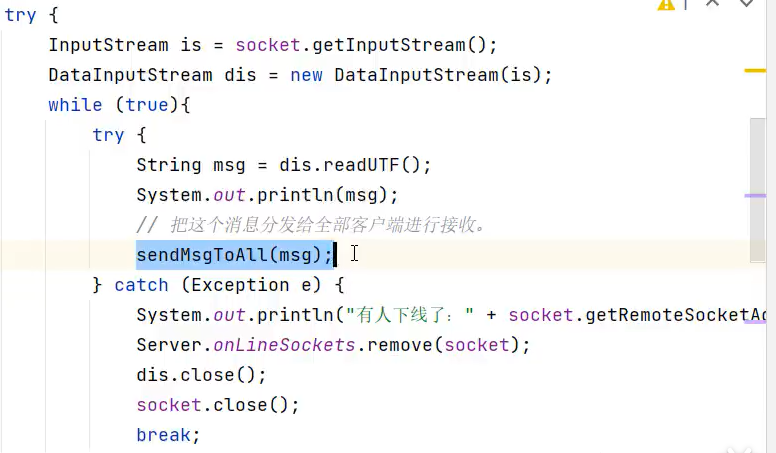 try {
InputStream is = socket.getInputStream();
DataInputStream dis = new DataInputStream(is);
while (true){
try {
String msg = dis.readUTF();
System.out.println(msg);
// 把这个消息分发给全部客户端进行接收。
sendMsgToAll(msg);
} catch (Exception e) {
System.out.println("有人下线了：" + socket.getRemoteSocketAd
Server.onLineSockets.remove(socket);
dis.close();
socket.close();
break;